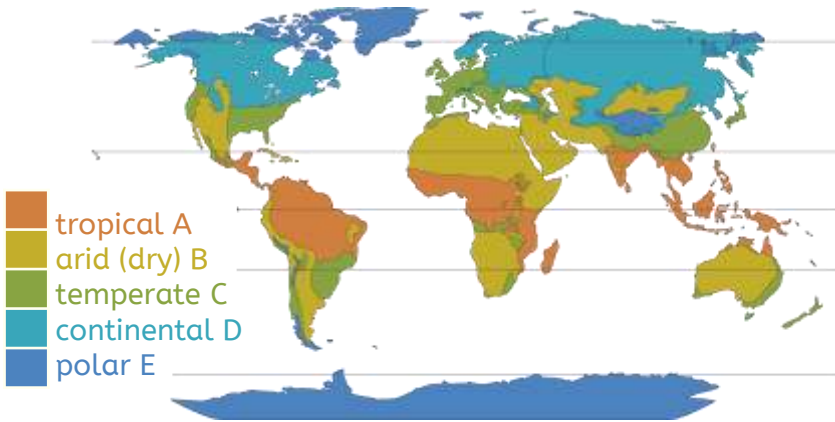 tropical A
arid (dry) B
temperate C
continental D
polar E